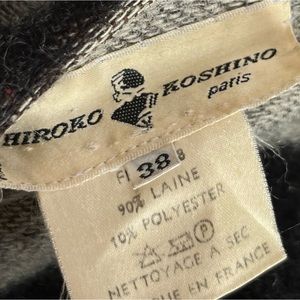 HIROKO KOSHINO
paris
38
90% LAINE
10% POLYESTER
P
NETTOYAGE A SEC
EN FRANCE